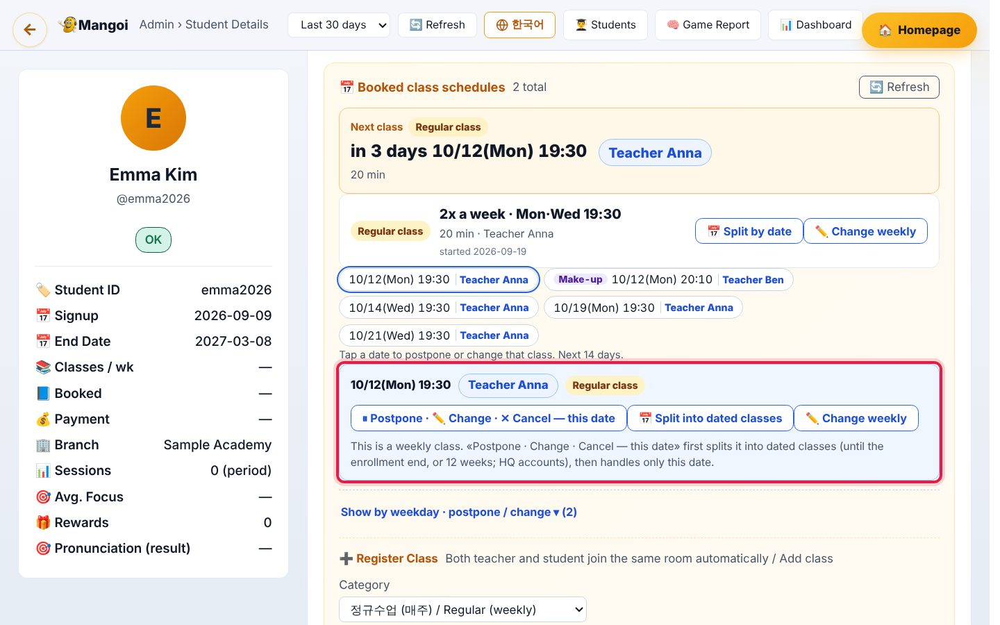 Mangoi
Admin › Student Details
Last 30 days
Refresh
한국어
Students
Game Report
Dashboard
Homepage
E
Emma Kim
@emma2026
OK
Student ID emma2026
Signup 2026-09-09
End Date 2027-03-08
Classes / wk —
Booked —
Payment —
Branch Sample Academy
Sessions 0 (period)
Avg. Focus —
Rewards 0
Pronunciation (result) —
Booked class schedules 2 total
Refresh
Next class Regular class
in 3 days 10/12(Mon) 19:30 Teacher Anna
20 min
Regular class
2x a week · Mon·Wed 19:30
20 min · Teacher Anna
started 2026-09-19
Split by date
Change weekly
10/12(Mon) 19:30 Teacher Anna
Make-up 10/12(Mon) 20:10 Teacher Ben
10/14(Wed) 19:30 Teacher Anna
10/19(Mon) 19:30 Teacher Anna
10/21(Wed) 19:30 Teacher Anna
Tap a date to postpone or change that class. Next 14 days.
10/12(Mon) 19:30 Teacher Anna Regular class
⏸ Postpone · ✏️ Change · ✕ Cancel — this date
Split into dated classes
Change weekly
This is a weekly class. «Postpone · Change · Cancel — this date» first splits it into dated classes (until the
enrollment end, or 12 weeks; HQ accounts), then handles only this date.
Show by weekday · postpone / change ▾ (2)
➕ Register Class Both teacher and student join the same room automatically / Add class
Category
정규수업 (매주) / Regular (weekly)